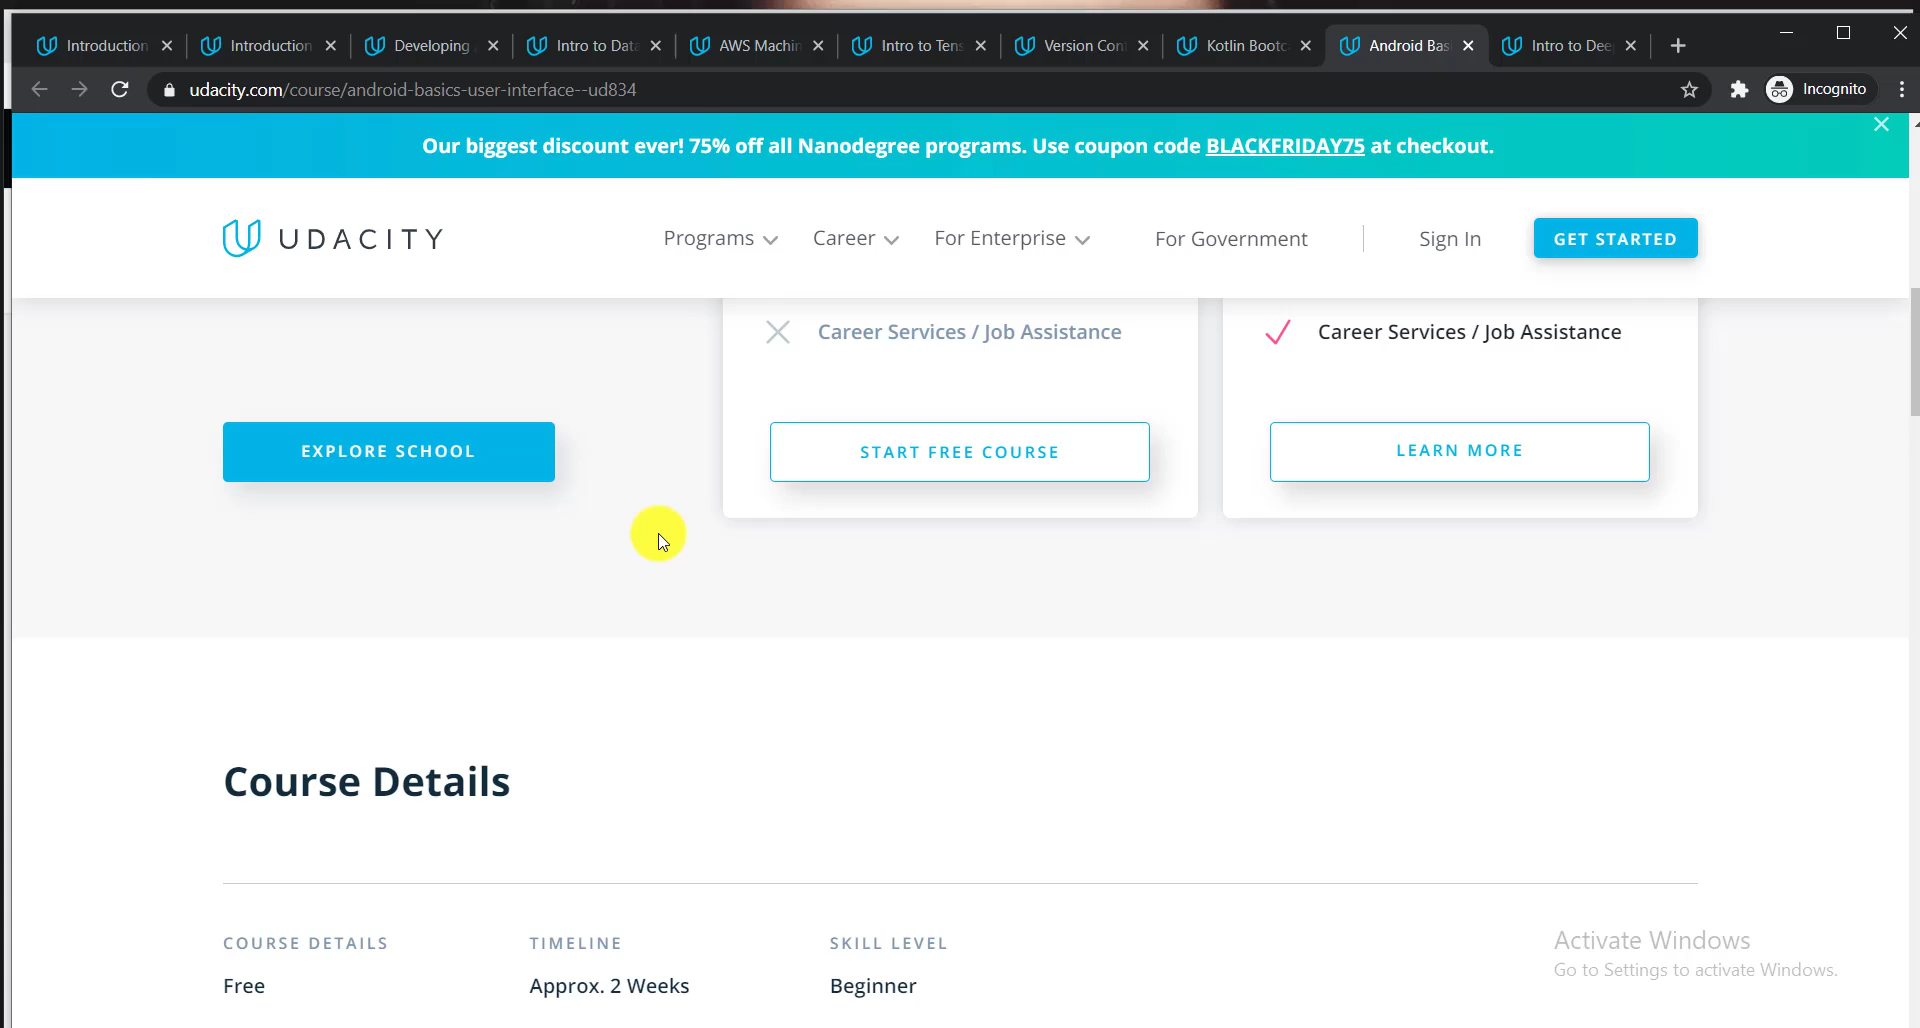 Introduction
Introduction
Developing
Intro to Data
AWS Machin
Intro to Tens
Version Cont
Kotlin Bootc
Android Bas
Intro to Dee
udacity.com/course/android-basics-user-interface--ud834
Incognito
Our biggest discount ever! 75% off all Nanodegree programs. Use coupon code BLACKFRIDAY75 at checkout.
UDACITY
Programs
Career
For Enterprise
For Government
Sign In
GET STARTED
Career Services / Job Assistance
Career Services / Job Assistance
EXPLORE SCHOOL
START FREE COURSE
LEARN MORE
Course Details
COURSE DETAILS
TIMELINE
SKILL LEVEL
Free
Approx. 2 Weeks
Beginner
Activate Windows
Go to Settings to activate Windows.